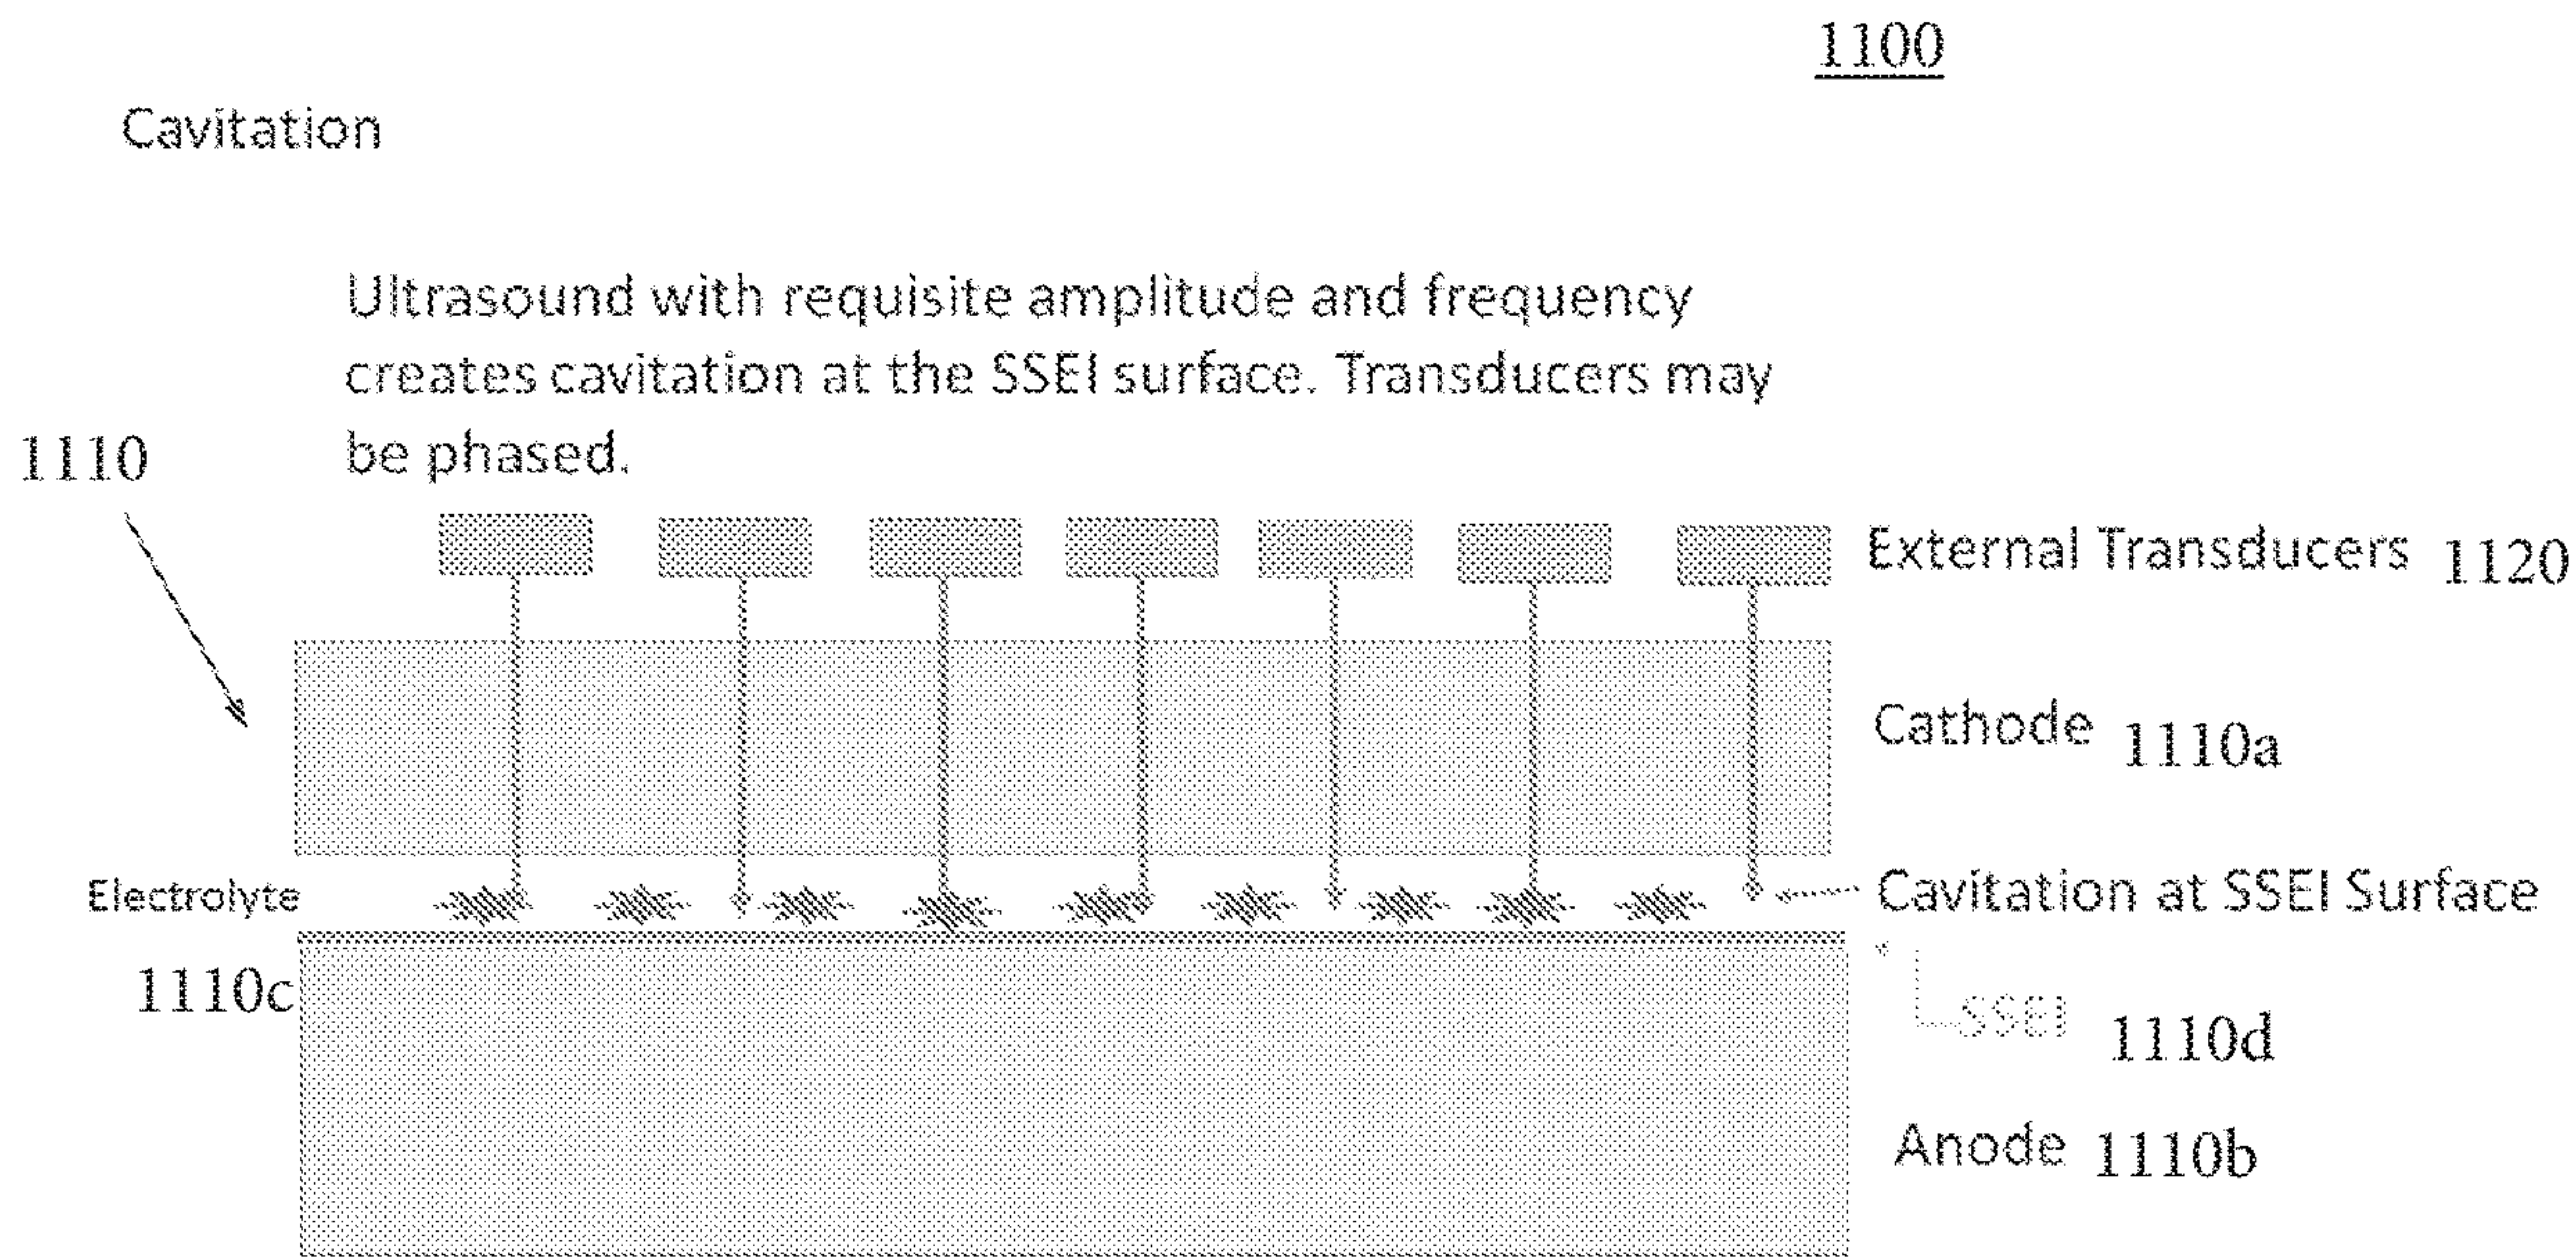 1100
Cavitation
Ultrasound with requisite amplitude and frequency
creates cavitation at the SSEI surface. Transducers may
be phased.
1110
External Transducers 1120
Cathode 1110a
Electrolyte
Cavitation at SSEI Surface
1110c
SSEI 1110d
Anode 1110b